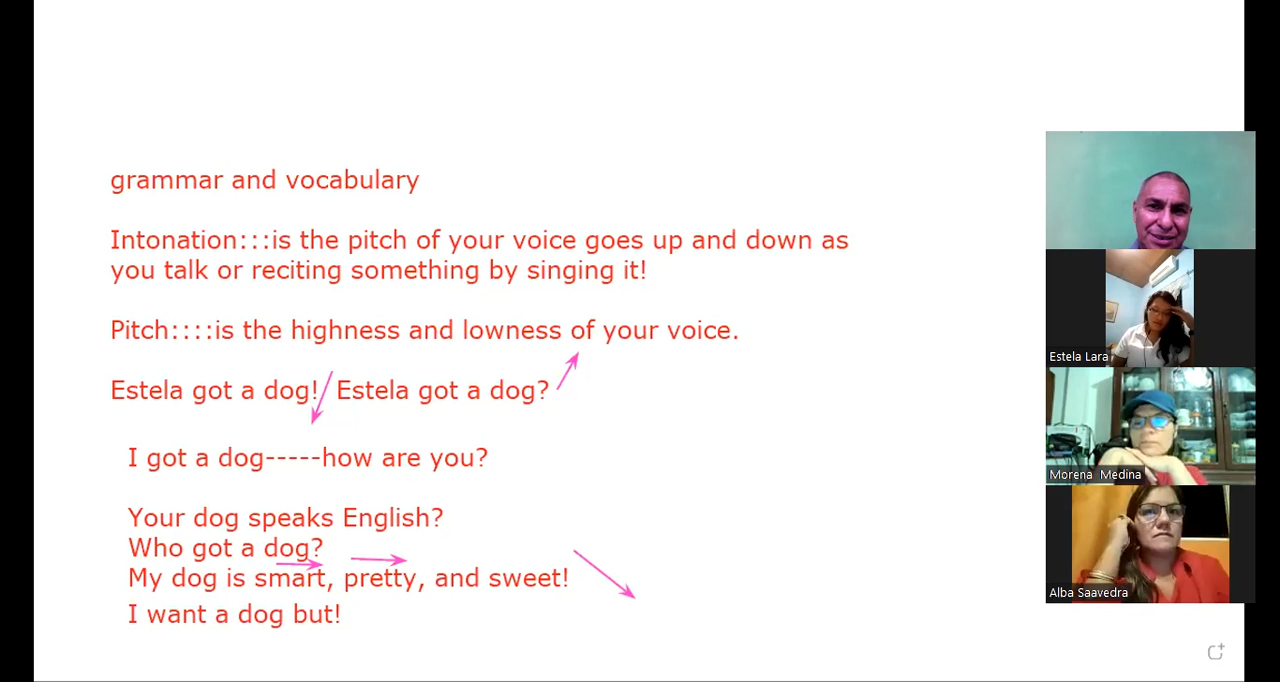 grammar and vocabulary
Intonation:::is the pitch of your voice goes up and down as
you talk or reciting something by singing it!
Pitch::::is the highness and lowness of your voice.
Estela got a dog! Estela got a dog?
I got a dog-----how are you?
Your dog speaks English?
Who got a dog?
My dog is smart, pretty, and sweet!
I want a dog but!
Estela Lara
Morena Medina
Alba Saavedra